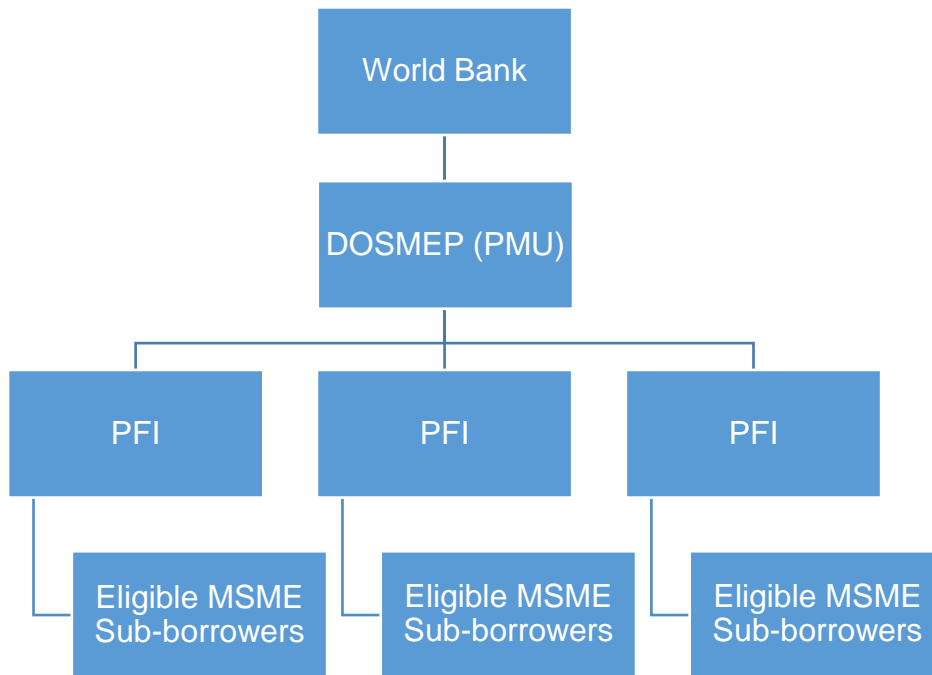 World Bank
DOSMEP (PMU)
PFI
PFI
PFI
Eligible MSME
Sub-borrowers
Eligible MSME
Sub-borrowers
Eligible MSME
Sub-borrowers